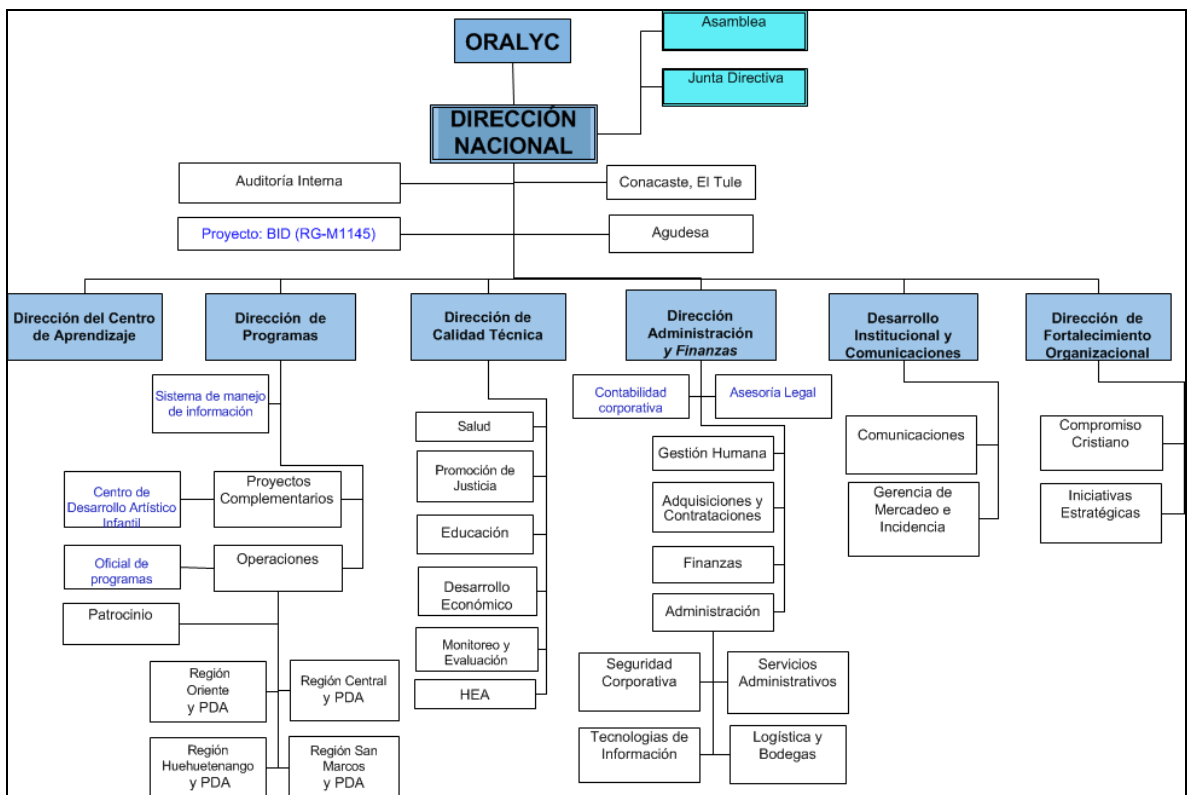 ORALYC
Asamblea
Junta Directiva
DIRECCIÓN
NACIONAL
Auditoría Interna
Conacaste, El Tule
Proyecto: BID (RG-M1145)
Agudesa
Dirección del Centro
de Aprendizaje
Dirección de
Programas
Dirección de
Calidad Técnica
Dirección
Administración
y Finanzas
Desarrollo
Institucional y
Comunicaciones
Dirección de
Fortalecimiento
Organizacional
Sistema de manejo
de información
Centro de
Desarrollo Artístico
Infantil
Proyectos
Complementarios
Oficial de
programas
Operaciones
Patrocinio
Región
Oriente
y PDA
Región Central
y PDA
Región
Huehuetenango
y PDA
Región San
Marcos
y PDA
Salud
Promoción de
Justicia
Educación
Desarrollo
Económico
Monitoreo y
Evaluación
HEA
Contabilidad
corporativa
Asesoría Legal
Gestión Humana
Adquisiciones y
Contrataciones
Finanzas
Administración
Seguridad
Corporativa
Servicios
Administrativos
Tecnologías de
Información
Logística y
Bodegas
Comunicaciones
Gerencia de
Mercadeo e
Incidencia
Compromiso
Cristiano
Iniciativas
Estratégicas